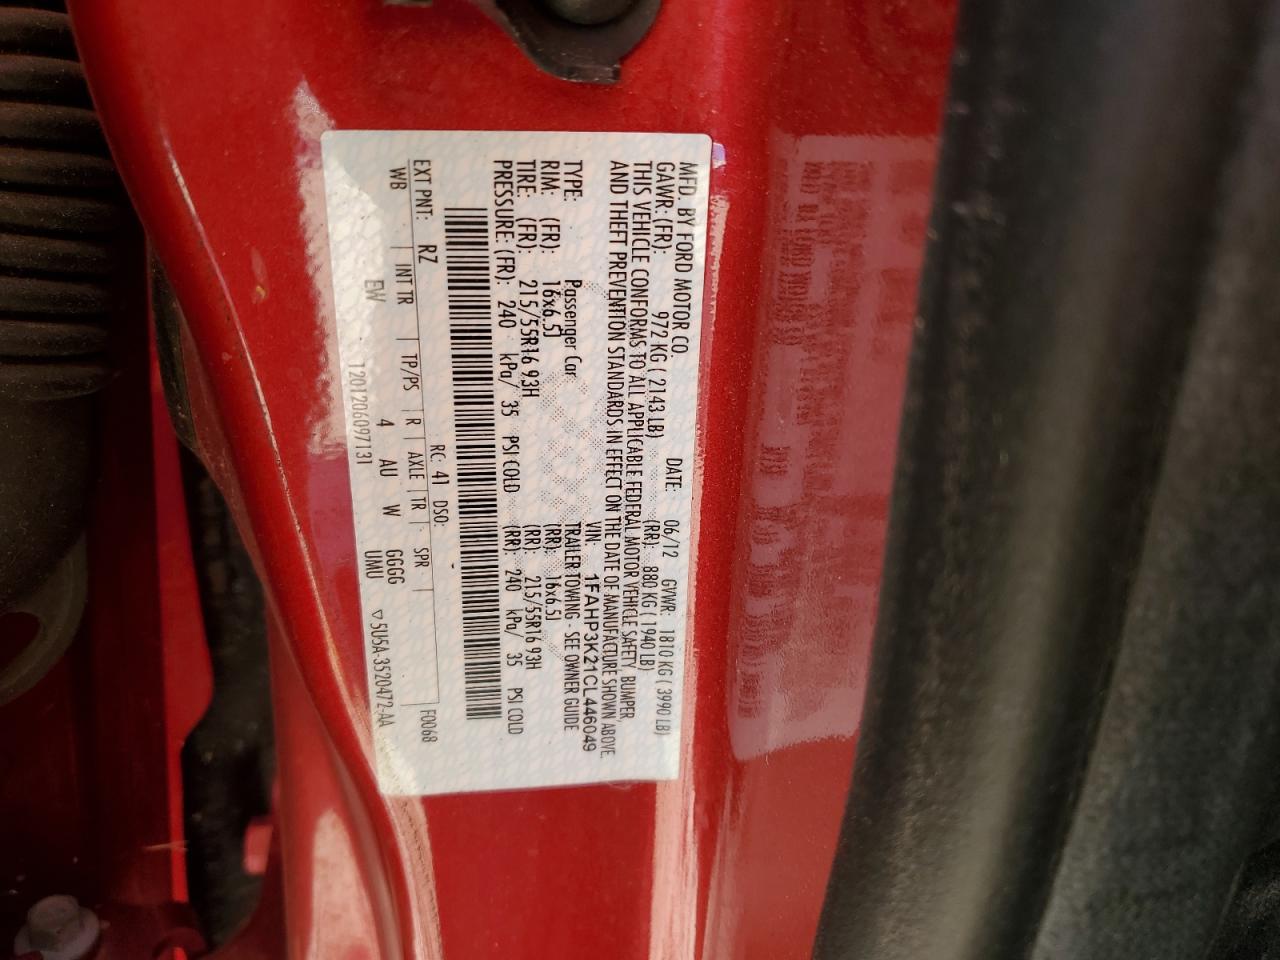 MFD. BY FORD MOTOR CO.
DATE: 06/12 GVWR: 1810 KG ( 3990 LB)
GAWR: (FR): 972 KG ( 2143 LB) (RR): 880 KG ( 1940 LB)
THIS VEHICLE CONFORMS TO ALL APPLICABLE FEDERAL MOTOR VEHICLE SAFETY, BUMPER,
AND THEFT PREVENTION STANDARDS IN EFFECT ON THE DATE OF MANUFACTURE SHOWN ABOVE.
VIN: 1FAHP3K21CL446049
TYPE: Passenger Car TRAILER TOWING - SEE OWNER GUIDE
RIM: (FR): 16x6.5J (RR): 16x6.5J
TIRE: (FR): 215/55R16 93H (RR): 215/55R16 93H
PRESSURE: (FR): 240 kPa/ 35 PSI COLD (RR): 240 kPa/ 35 PSI COLD
RC: 41 DSO: F0068
EXT PNT: RZ
WB | INT TR | TP/PS | R | AXLE | TR | SPR |
EW 4 AU W GGGG
UMU
1201206097131 ▽5U5A-3520472-AA